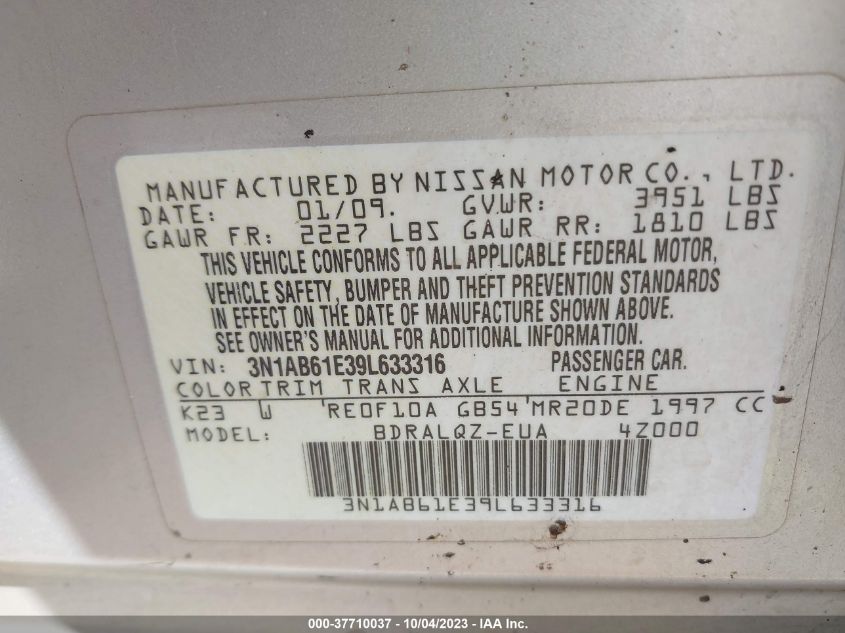 MANUFACTURED BY NISSAN MOTOR CO., LTD.
DATE: 01/09. GVWR: 3951 LBS
GAWR FR: 2227 LBS GAWR RR: 1810 LBS
THIS VEHICLE CONFORMS TO ALL APPLICABLE FEDERAL MOTOR,
VEHICLE SAFETY, BUMPER AND THEFT PREVENTION STANDARDS
IN EFFECT ON THE DATE OF MANUFACTURE SHOWN ABOVE.
SEE OWNER'S MANUAL FOR ADDITIONAL INFORMATION.
VIN: 3N1AB61E39L633316 PASSENGER CAR.
COLOR TRIM TRANS AXLE ENGINE
K23 W RE0F10A GB54 MR20DE 1997 CC
MODEL: BDRALQZ-EUA 4Z000
3N1AB61E39L633316
000-37710037 - 10/04/2023 - IAA Inc.